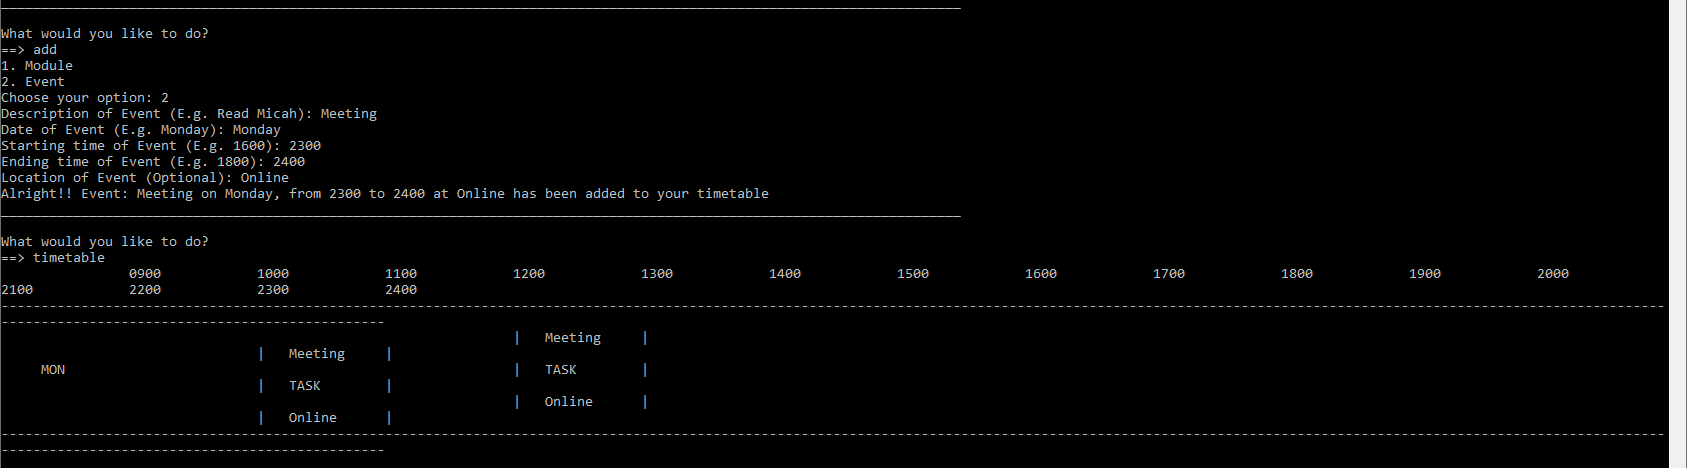 What would you like to do?
==> add
1. Module
2. Event
Choose your option: 2
Description of Event (E.g. Read Micah): Meeting
Date of Event (E.g. Monday): Monday
Starting time of Event (E.g. 1600): 2300
Ending time of Event (E.g. 1800): 2400
Location of Event (Optional): Online
Alright!! Event: Meeting on Monday, from 2300 to 2400 at Online has been added to your timetable
What would you like to do?
==> timetable
0900 1000 1100 1200 1300 1400 1500 1600 1700 1800 1900 2000
2100 2200 2300 2400
| Meeting |
| Meeting |
MON | TASK |
| TASK |
| Online |
| Online |